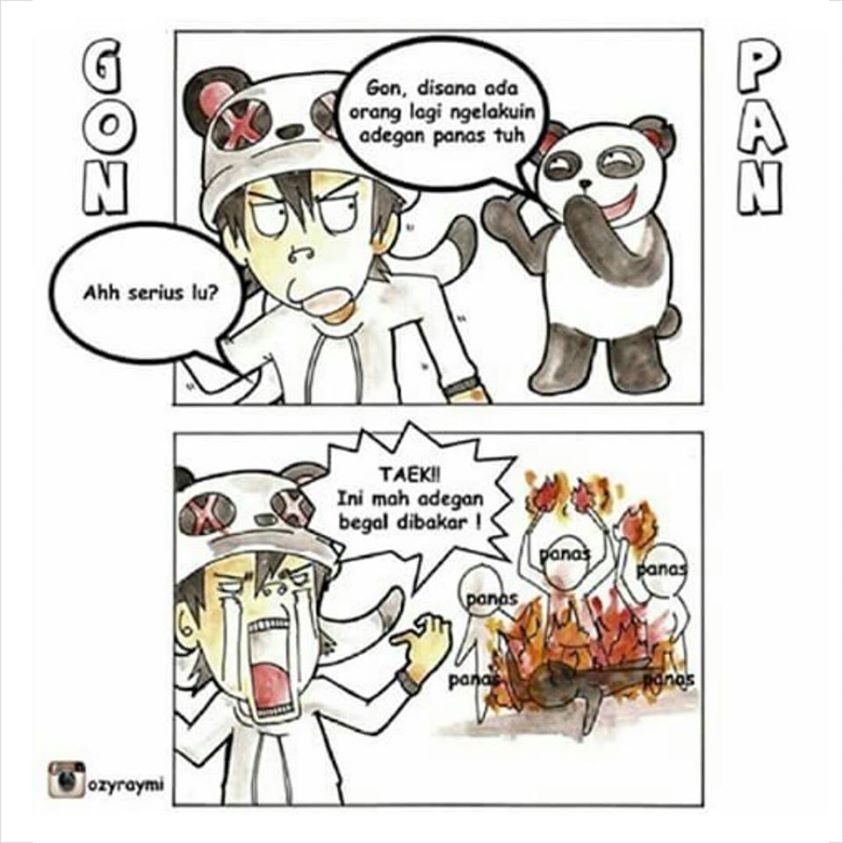 GON
PAN
Gon, disana ada
orang lagi ngelakuin
adegan panas tuh
Ahh serius lu?
TAEK!!
Ini mah adegan
begal dibakar !
panas
panas
panas
panas
panas
ozyraymi